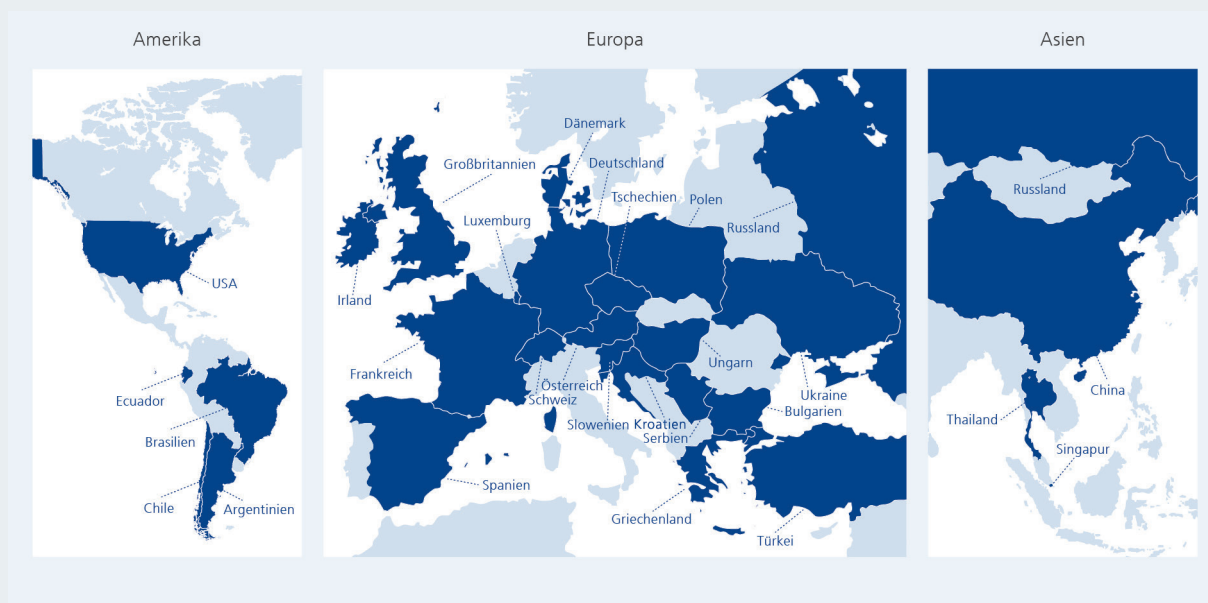 Amerika
Europa
Asien
USA
Ecuador
Brasilien
Chile
Argentinien
Dänemark
Großbritannien
Deutschland
Tschechien
Luxemburg
Polen
Russland
Irland
Frankreich
Österreich
Schweiz
Ungarn
Ukraine
Bulgarien
Slowenien
Kroatien
Serbien
Spanien
Griechenland
Türkei
Russland
China
Thailand
Singapur